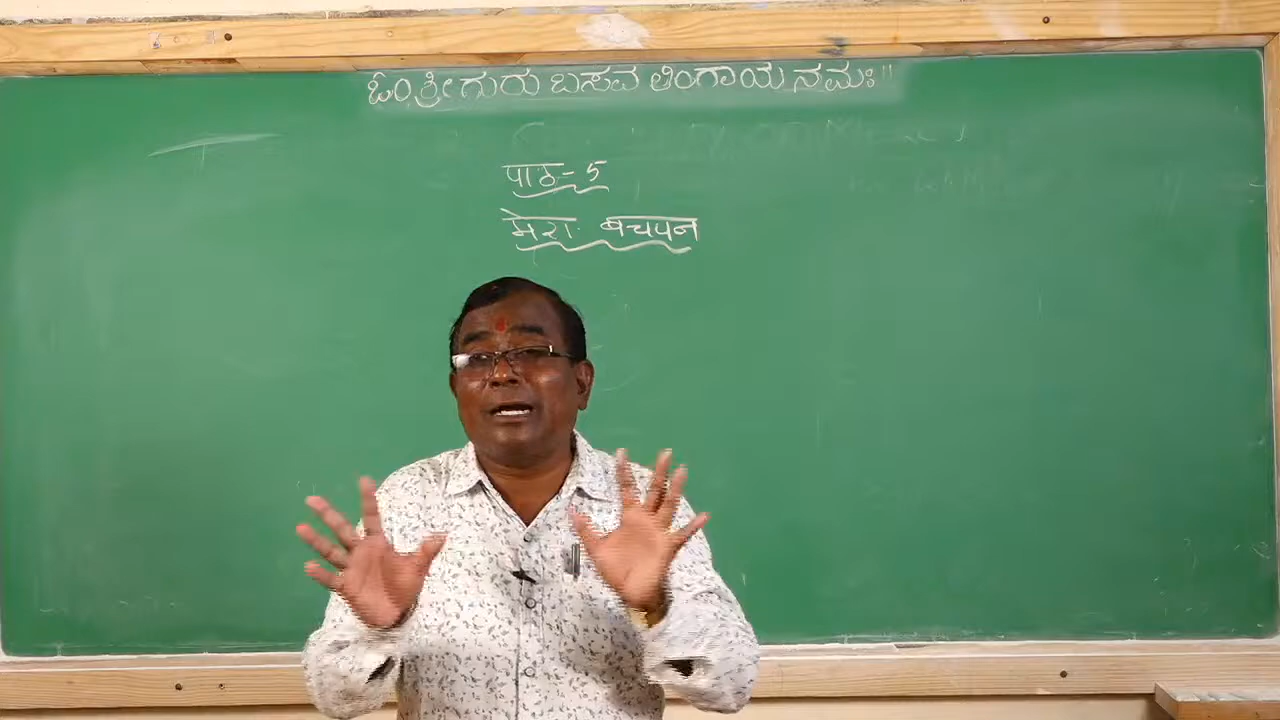 ಓಂ ಶ್ರೀ ಗುರು ಬಸವ ಲಿಂಗಾಯ ನಮಃ"
पाठ - 5
मेरा बचपन